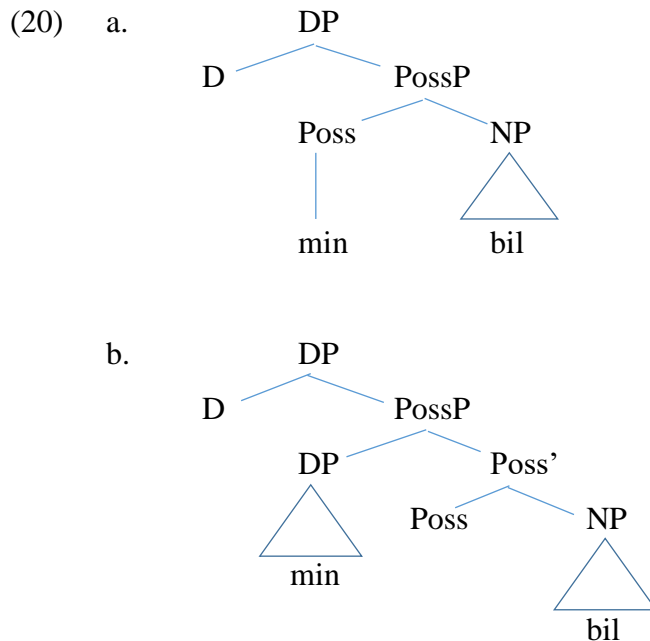 (20) a. DP
D PossP
Poss NP
min bil
b. DP
D PossP
DP Poss’
Poss NP
min
bil